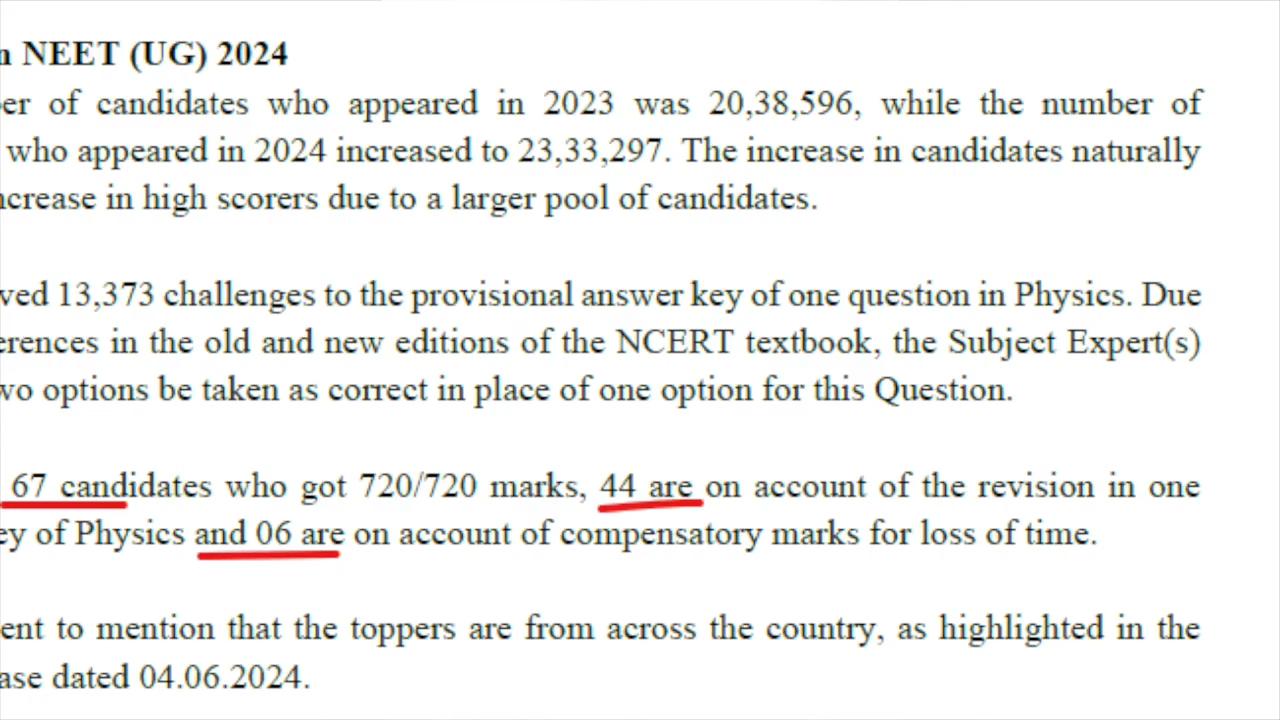 n NEET (UG) 2024
er of candidates who appeared in 2023 was 20,38,596, while the number of
who appeared in 2024 increased to 23,33,297. The increase in candidates naturally
crease in high scorers due to a larger pool of candidates.
ved 13,373 challenges to the provisional answer key of one question in Physics. Due
erences in the old and new editions of the NCERT textbook, the Subject Expert(s)
wo options be taken as correct in place of one option for this Question.
67 candidates who got 720/720 marks, 44 are on account of the revision in one
ey of Physics and 06 are on account of compensatory marks for loss of time.
ent to mention that the toppers are from across the country, as highlighted in the
ase dated 04.06.2024.